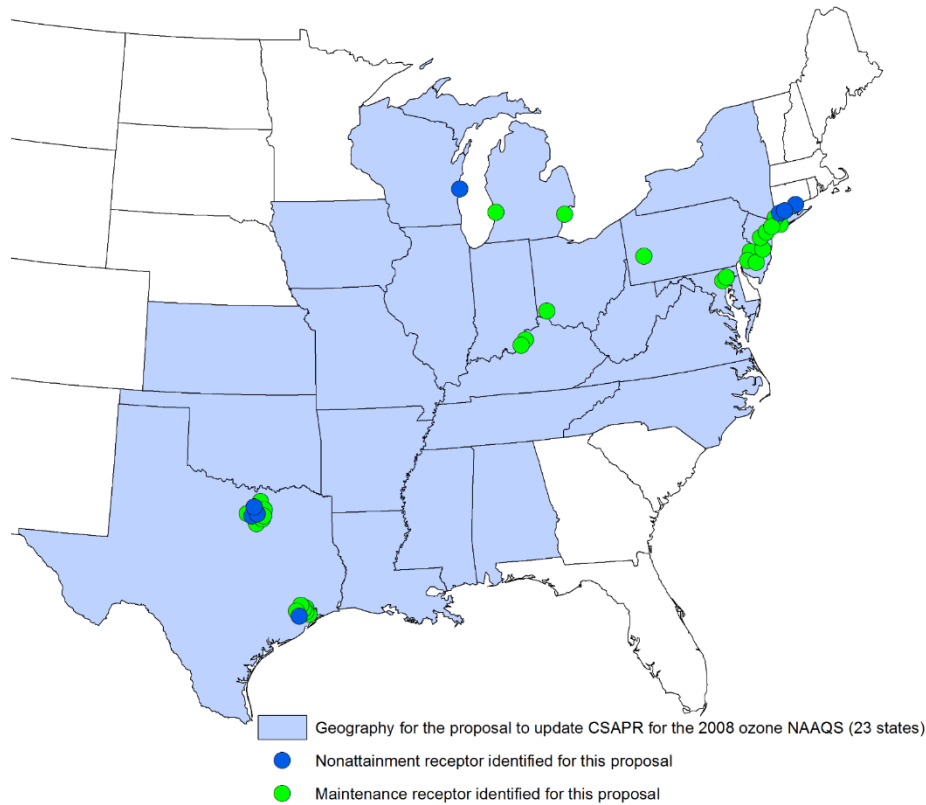 Geography for the proposal to update CSAPR for the 2008 ozone NAAQS (23 states)
Nonattainment receptor identified for this proposal
Maintenance receptor identified for this proposal